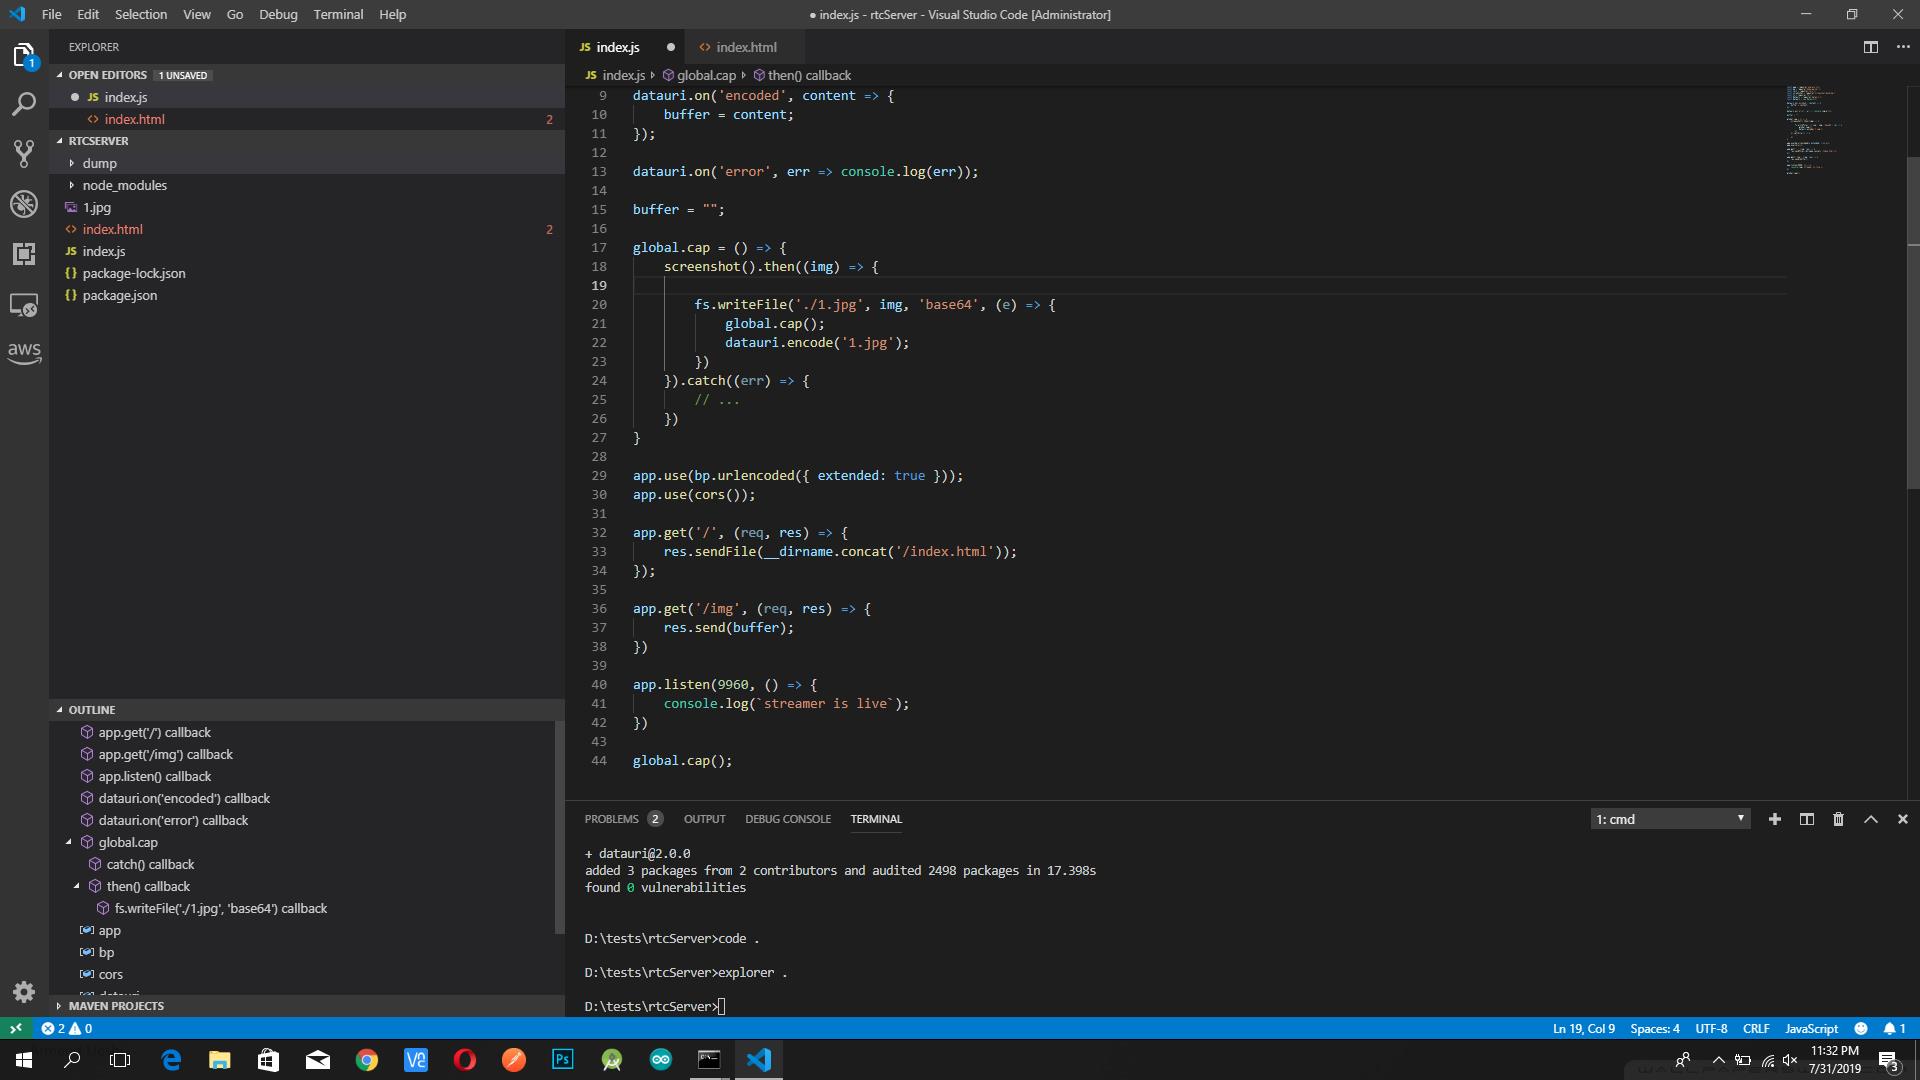 File Edit Selection View Go Debug Terminal Help
● index.js - rtcServer - Visual Studio Code [Administrator]
EXPLORER
OPEN EDITORS 1 UNSAVED
JS index.js
<> index.html 2
RTCSERVER
dump
node_modules
1.jpg
<> index.html 2
JS index.js
{} package-lock.json
{} package.json
1
aws
OUTLINE
app.get('/') callback
app.get('/img') callback
app.listen() callback
datauri.on('encoded') callback
datauri.on('error') callback
global.cap
catch() callback
then() callback
fs.writeFile('./1.jpg', 'base64') callback
app
bp
cors
MAVEN PROJECTS
JS index.js ● <> index.html
JS index.js global.cap then() callback
9 datauri.on('encoded', content => {
10 buffer = content;
11 });
12
13 datauri.on('error', err => console.log(err));
14
15 buffer = "";
16
17 global.cap = () => {
18 screenshot().then((img) => {
19
20 fs.writeFile('./1.jpg', img, 'base64', (e) => {
21 global.cap();
22 datauri.encode('1.jpg');
23 })
24 }).catch((err) => {
25 // ...
26 })
27 }
28
29 app.use(bp.urlencoded({ extended: true }));
30 app.use(cors());
31
32 app.get('/', (req, res) => {
33 res.sendFile(__dirname.concat('/index.html'));
34 });
35
36 app.get('/img', (req, res) => {
37 res.send(buffer);
38 })
39
40 app.listen(9960, () => {
41 console.log(`streamer is live`);
42 })
43
44 global.cap();
PROBLEMS 2 OUTPUT DEBUG CONSOLE TERMINAL 1: cmd
+ datauri@2.0.0
added 3 packages from 2 contributors and audited 2498 packages in 17.398s
found 0 vulnerabilities
D:\tests\rtcServer>code .
D:\tests\rtcServer>explorer .
D:\tests\rtcServer>
2 0 Ln 19, Col 9 Spaces: 4 UTF-8 CRLF JavaScript 1
Ps
11:32 PM
7/31/2019
3